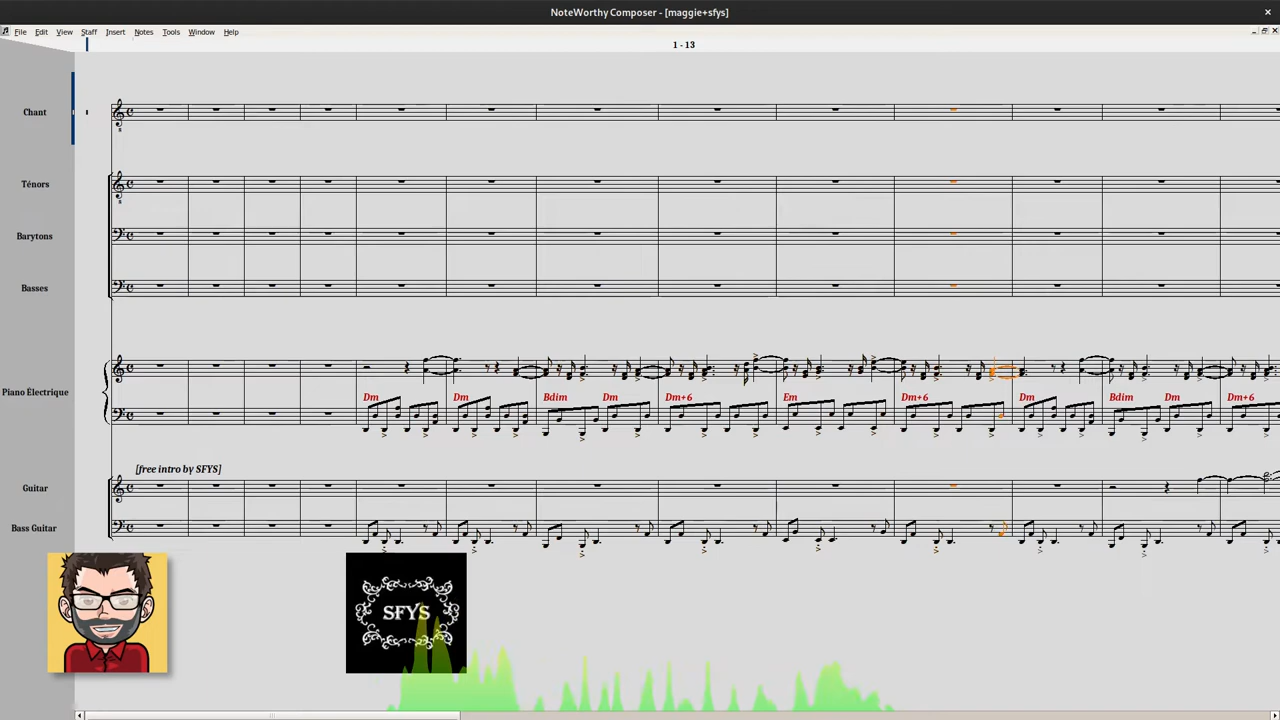 NoteWorthy Composer - [maggie+sfys]
File Edit View Staff Insert Notes Tools Window Help
1 - 13
Chant
Ténors
Barytons
Basses
Piano Électrique
Dm Dm Bdim Dm Dm+6 Em Dm+6 Dm Bdim Dm Dm+6
[free intro by SFYS]
Guitar
Bass Guitar
SFYS